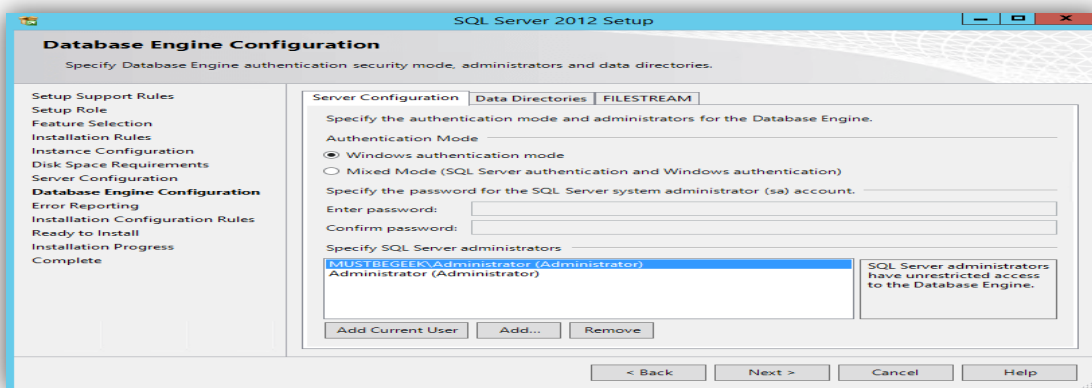 SQL Server 2012 Setup
Database Engine Configuration
Specify Database Engine authentication security mode, administrators and data directories.
Setup Support Rules
Setup Role
Feature Selection
Installation Rules
Instance Configuration
Disk Space Requirements
Server Configuration
Database Engine Configuration
Error Reporting
Installation Configuration Rules
Ready to Install
Installation Progress
Complete
Server Configuration
Data Directories
FILESTREAM
Specify the authentication mode and administrators for the Database Engine.
Authentication Mode
Windows authentication mode
Mixed Mode (SQL Server authentication and Windows authentication)
Specify the password for the SQL Server system administrator (sa) account.
Enter password:
Confirm password:
Specify SQL Server administrators
MUSTBEGEEK\Administrator (Administrator)
Administrator (Administrator)
SQL Server administrators
have unrestricted access
to the Database Engine.
Add Current User
Add...
Remove
< Back
Next >
Cancel
Help